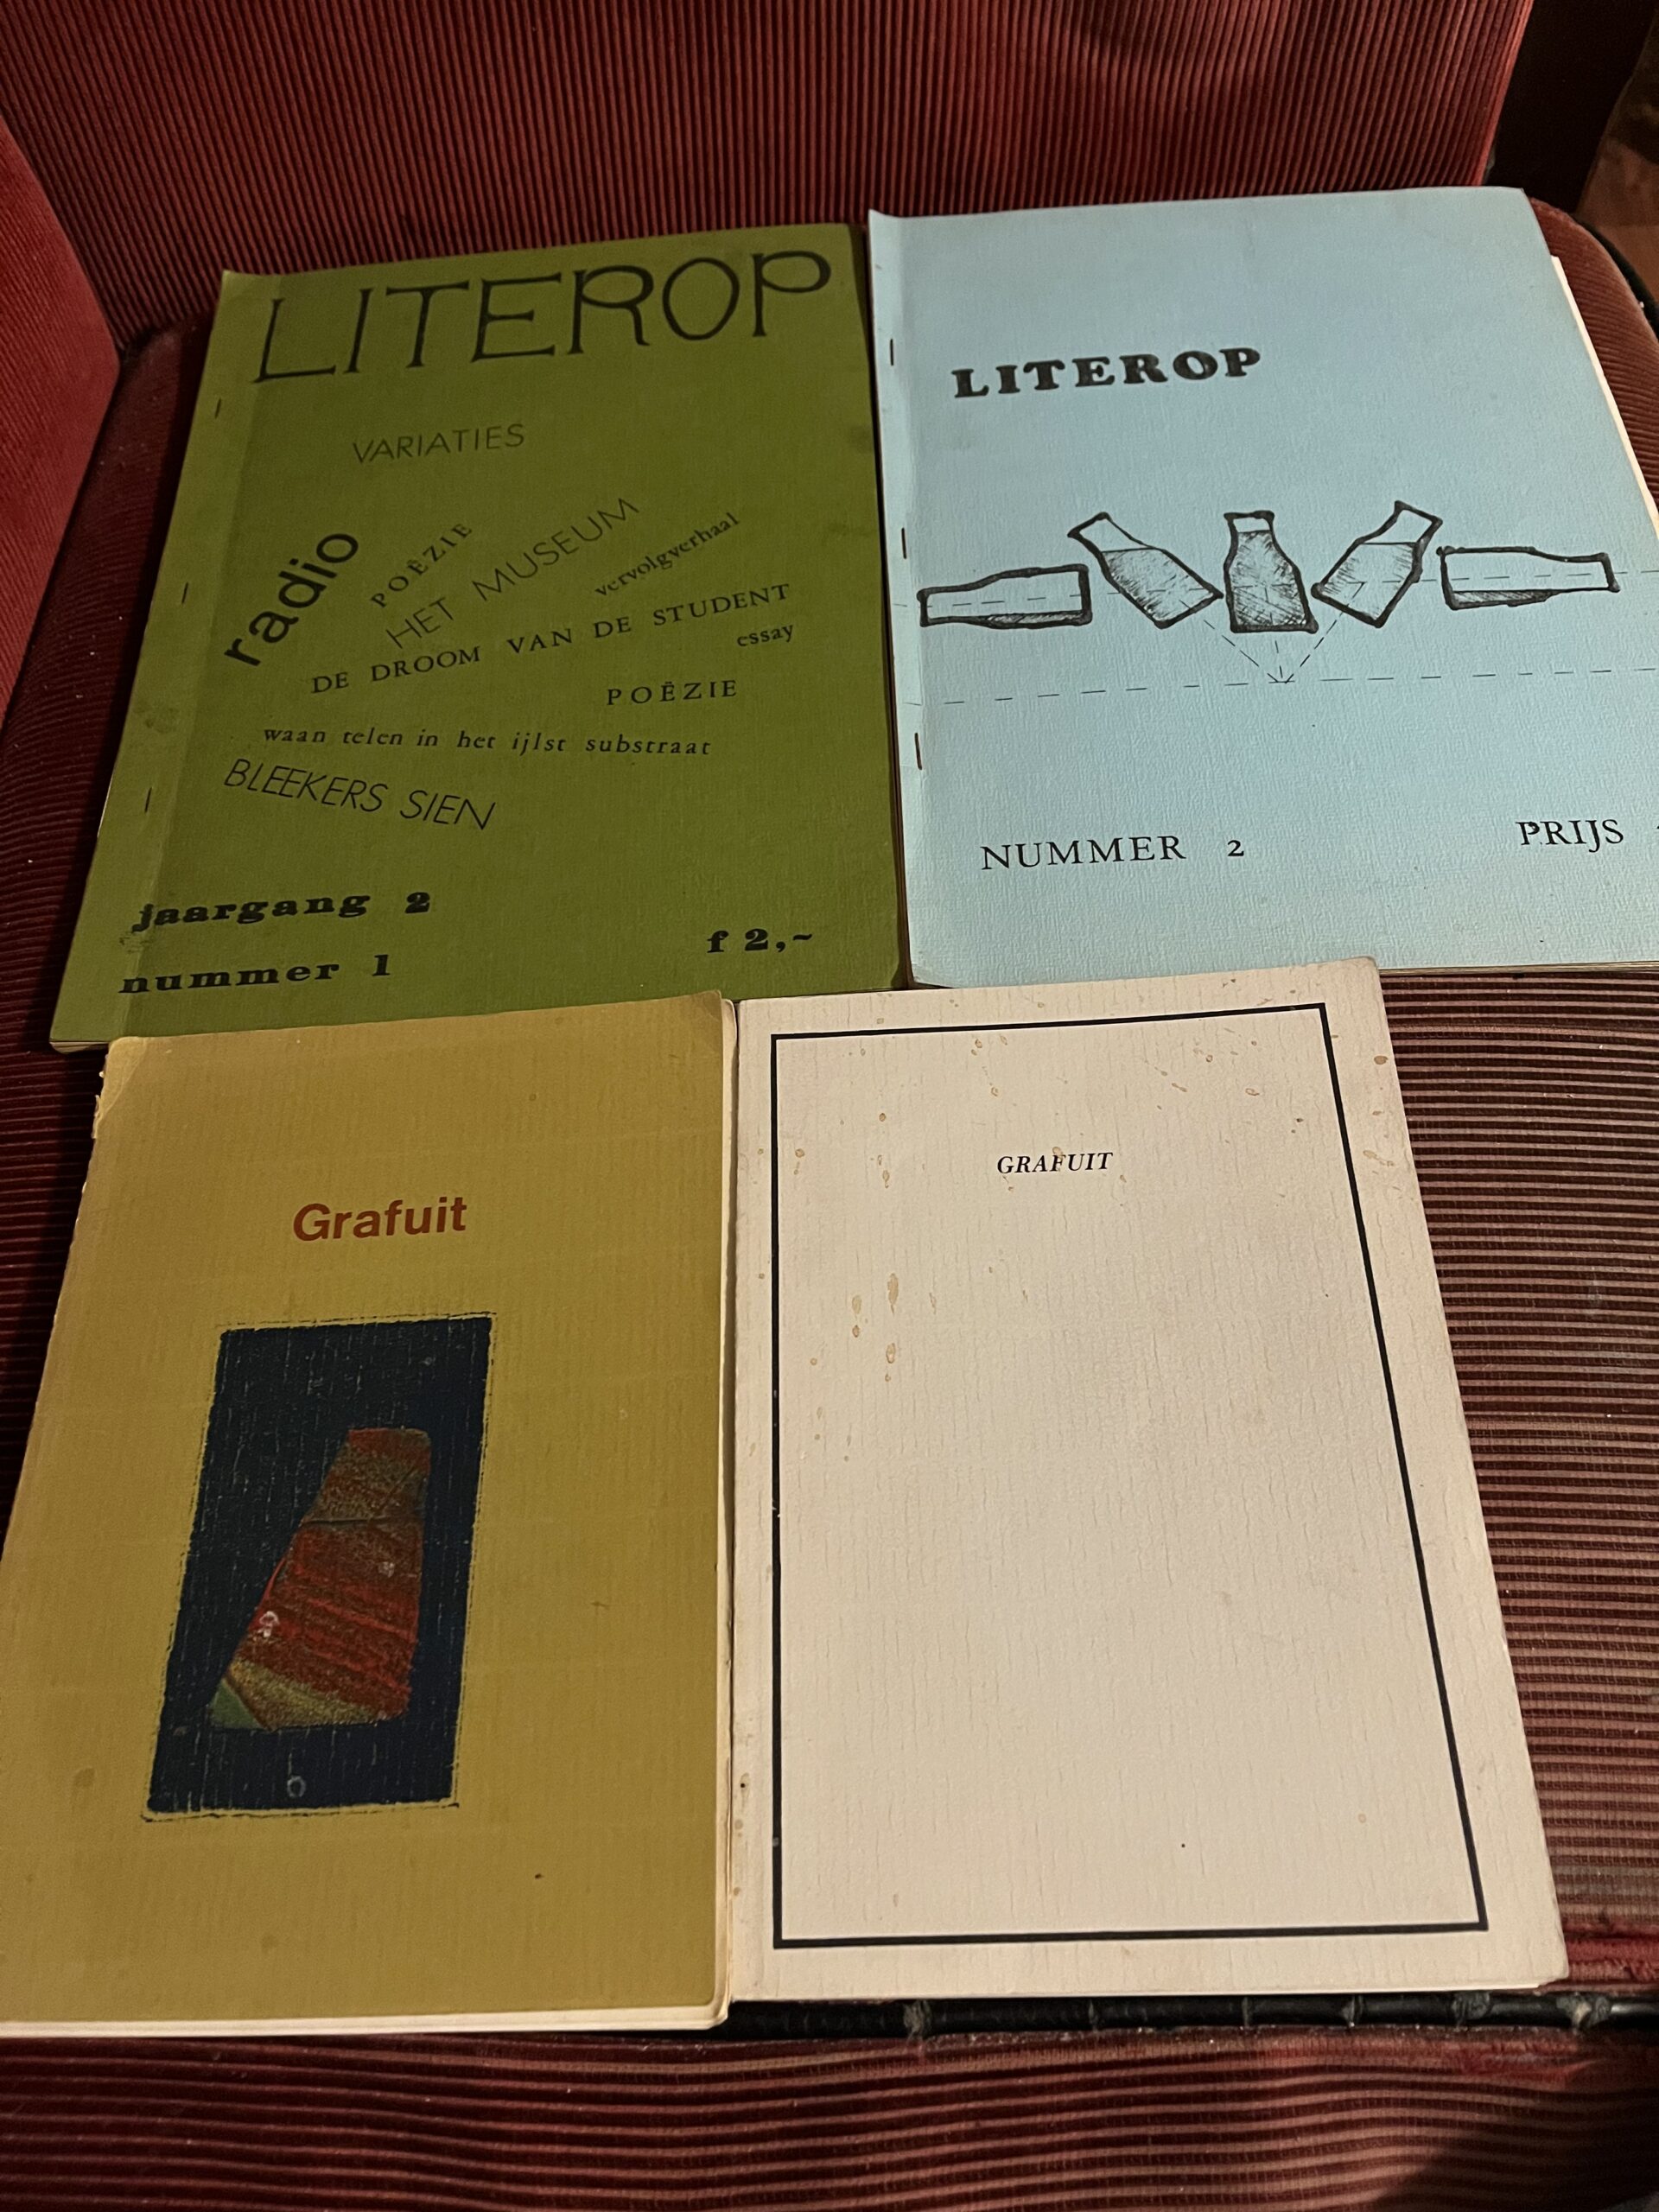 LITEROP
VARIATIES
radio
POËZIE
HET MUSEUM
vervolgverhaal
DE DROOM VAN DE STUDENT
essay
POËZIE
waan telen in het ijlst substraat
BLEEKERS SIEN
jaargang 2
nummer 1
f 2,-
LITEROP
NUMMER 2
PRIJS
Grafuit
GRAFUIT